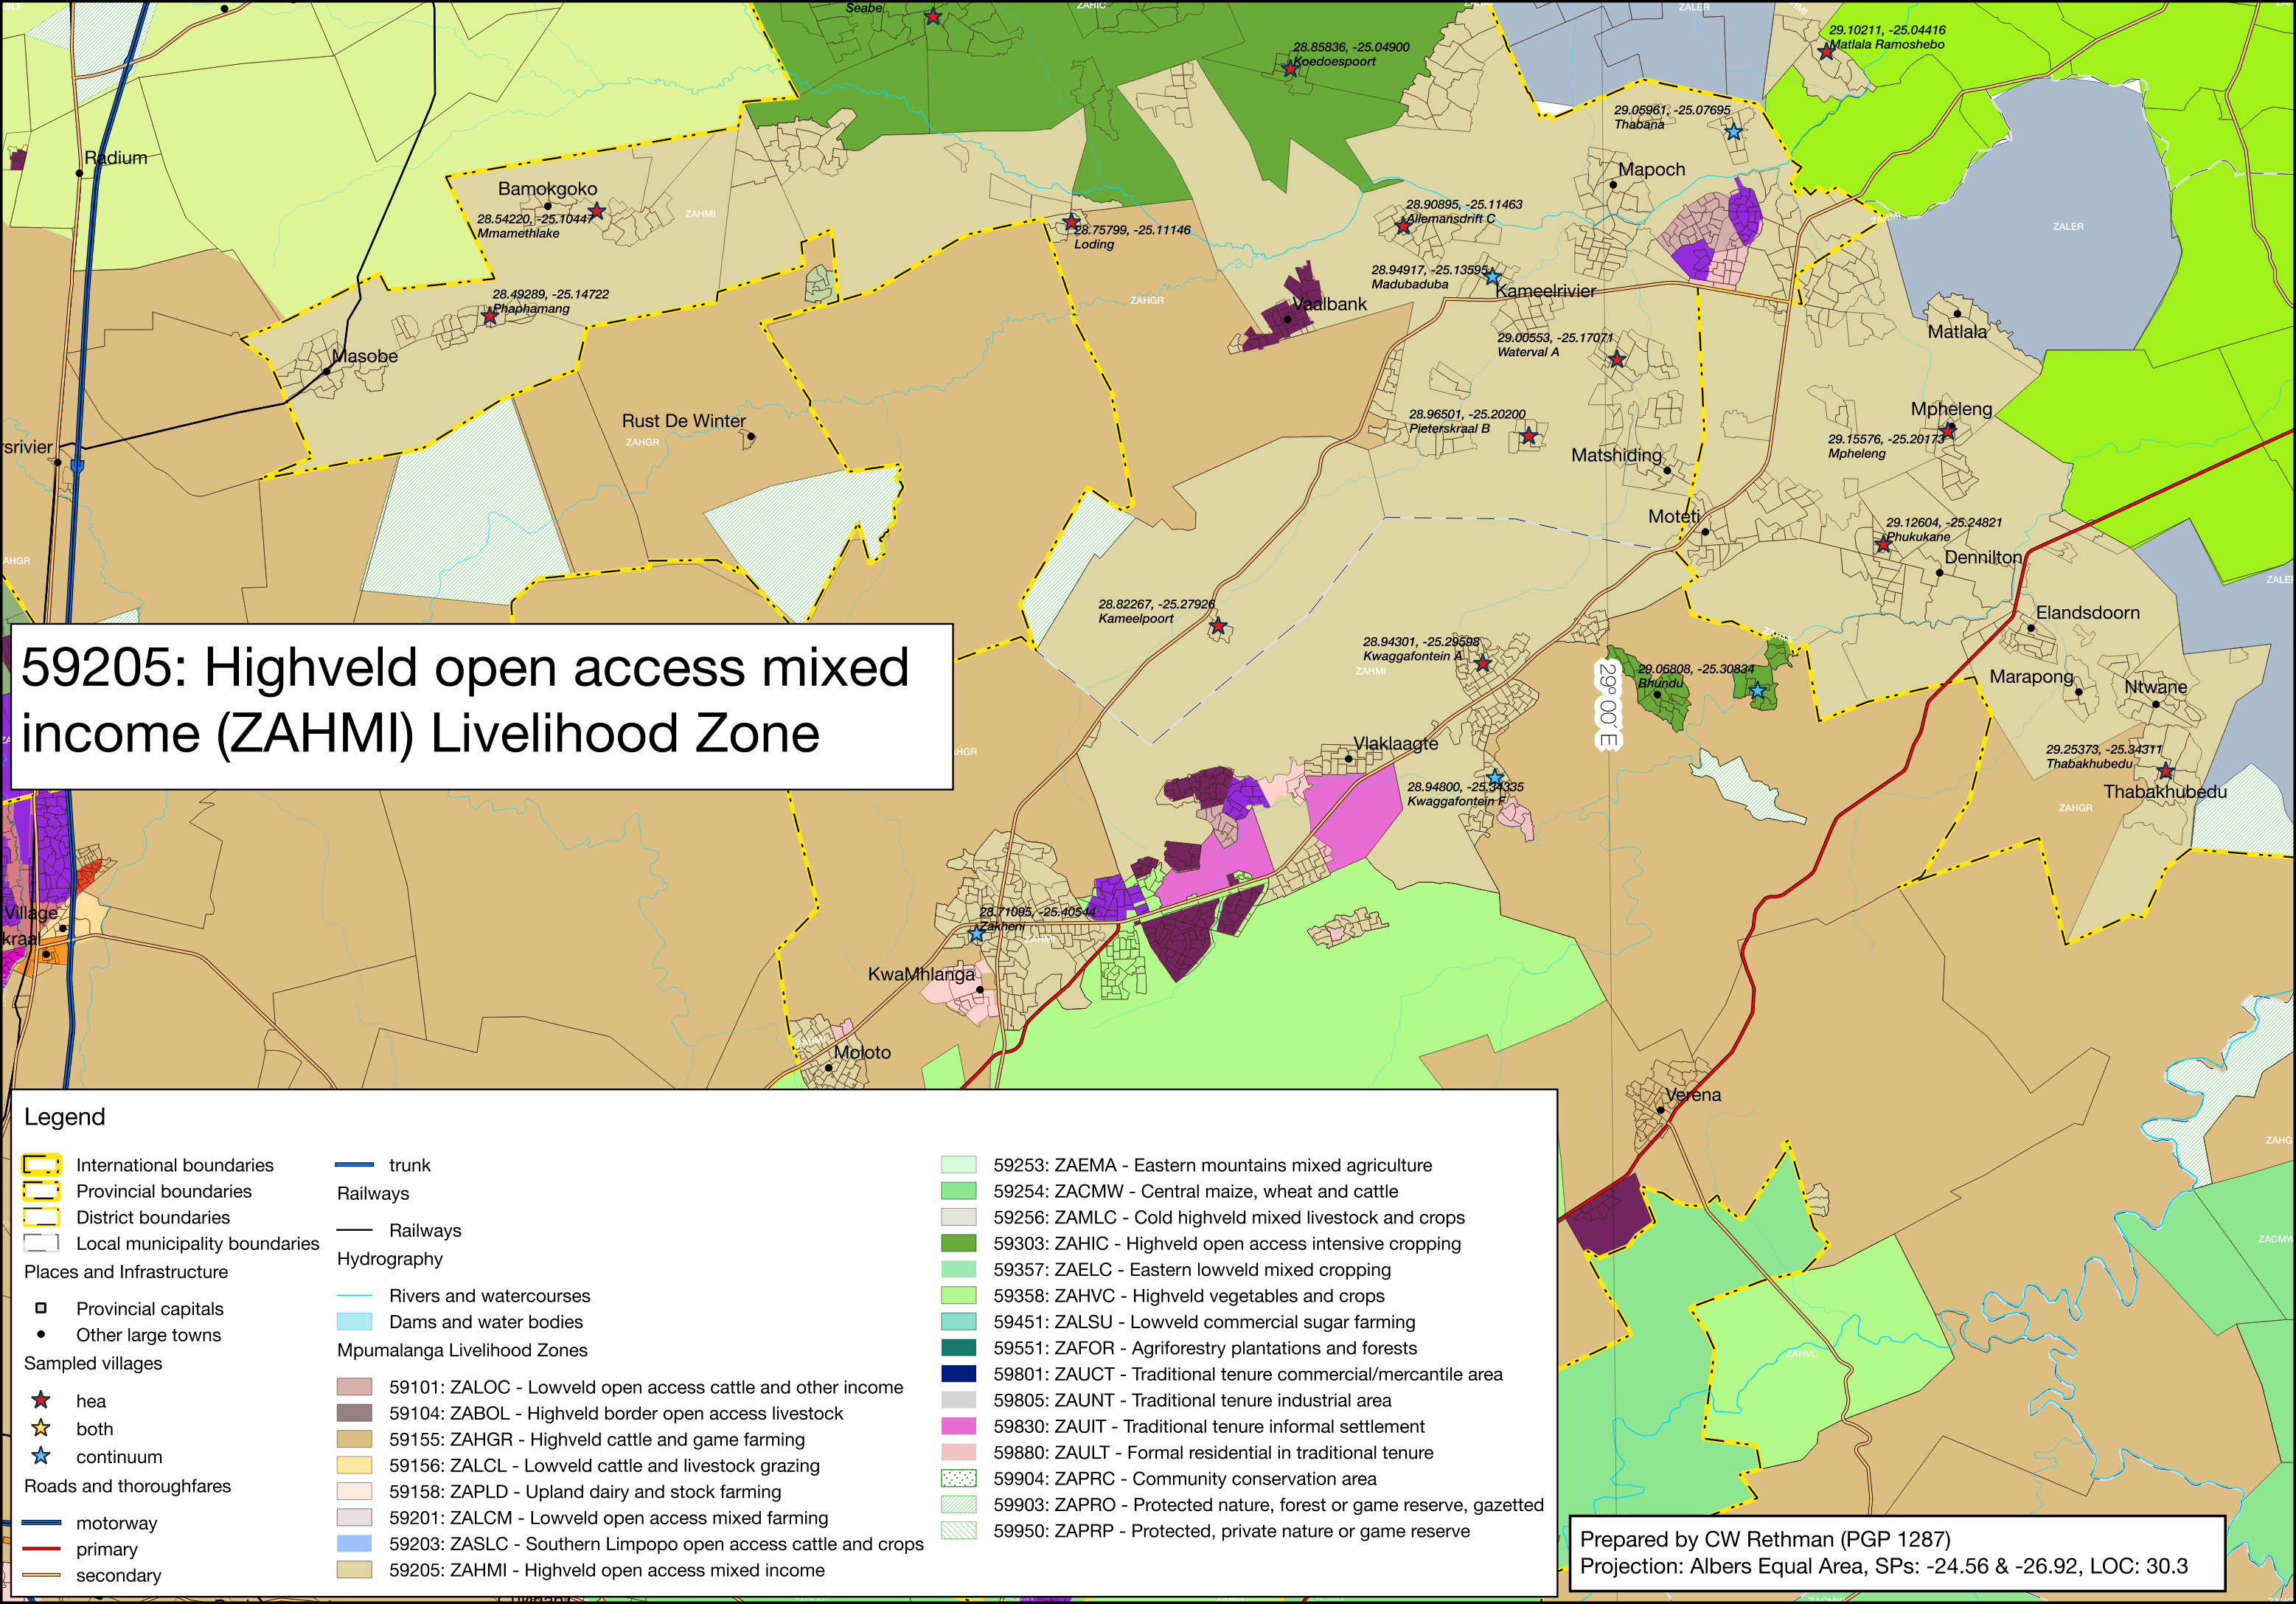 Seabe
ZAHIC
ZALER
29.10211, -25.04416
Matlala Ramoshebo
28.85836, -25.04900
Koedoespoort
29.05961, -25.07695
Thabana
Radium
Mapoch
Bamokgoko
28.54220, -25.10447
Mmamethlake
ZAHMI
28.90895, -25.11463
Allemansdrift C
ZAHMI
ZALER
28.75799, -25.11146
Loding
28.94917, -25.13595
Madubaduba
Kameelrivier
28.49289, -25.14722
Phaphamang
ZAHGR
Vaalbank
Matlala
29.00553, -25.17071
Waterval A
Masobe
Mpheleng
28.96501, -25.20200
Pieterskraal B
Rust De Winter
ZAHGR
29.15576, -25.20173
Mpheleng
rsrivier
Matshiding
Moteti
29.12604, -25.24821
Phukukane
Dennilton
AHGR
ZALE
28.82267, -25.27926
Kameelpoort
Elandsdoorn
28.94301, -25.29598
Kwaggafontein A
ZAHMI
29.06808, -25.30834
Bhundu
Marapong
Ntwane
29° 00' E
59205: Highveld open access mixed
income (ZAHMI) Livelihood Zone
HGR
Vlaklaagte
29.25373, -25.34311
Thabakhubedu
Thabakhubedu
28.94800, -25.34335
Kwaggafontein F
ZAHGR
Village
kraal
28.71095, -25.40544
Zakheni
ZAHMI
KwaMhlanga
Moloto
Verena
ZAHG
ZACMW
ZAHVC
Legend
International boundaries
Provincial boundaries
District boundaries
Local municipality boundaries
Places and Infrastructure
Provincial capitals
Other large towns
Sampled villages
hea
both
continuum
Roads and thoroughfares
motorway
primary
secondary
trunk
Railways
Railways
Hydrography
Rivers and watercourses
Dams and water bodies
Mpumalanga Livelihood Zones
59101: ZALOC - Lowveld open access cattle and other income
59104: ZABOL - Highveld border open access livestock
59155: ZAHGR - Highveld cattle and game farming
59156: ZALCL - Lowveld cattle and livestock grazing
59158: ZAPLD - Upland dairy and stock farming
59201: ZALCM - Lowveld open access mixed farming
59203: ZASLC - Southern Limpopo open access cattle and crops
59205: ZAHMI - Highveld open access mixed income
59253: ZAEMA - Eastern mountains mixed agriculture
59254: ZACMW - Central maize, wheat and cattle
59256: ZAMLC - Cold highveld mixed livestock and crops
59303: ZAHIC - Highveld open access intensive cropping
59357: ZAELC - Eastern lowveld mixed cropping
59358: ZAHVC - Highveld vegetables and crops
59451: ZALSU - Lowveld commercial sugar farming
59551: ZAFOR - Agriforestry plantations and forests
59801: ZAUCT - Traditional tenure commercial/mercantile area
59805: ZAUNT - Traditional tenure industrial area
59830: ZAUIT - Traditional tenure informal settlement
59880: ZAULT - Formal residential in traditional tenure
59904: ZAPRC - Community conservation area
59903: ZAPRO - Protected nature, forest or game reserve, gazetted
59950: ZAPRP - Protected, private nature or game reserve
Prepared by CW Rethman (PGP 1287)
Projection: Albers Equal Area, SPs: -24.56 & -26.92, LOC: 30.3